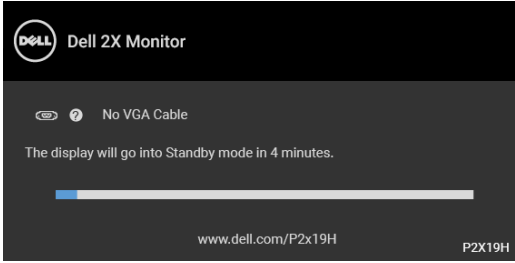 DELL Dell 2X Monitor
? No VGA Cable
The display will go into Standby mode in 4 minutes.
www.dell.com/P2x19H
P2X19H